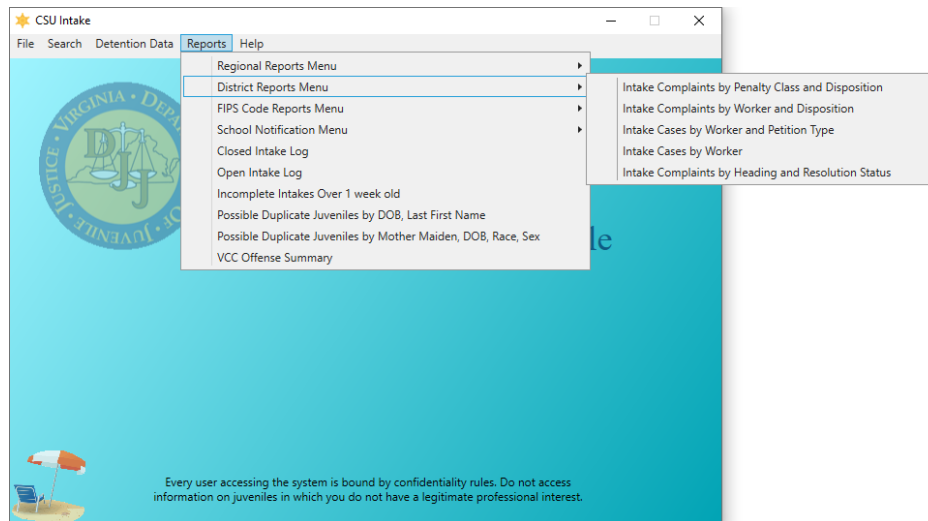 CSU Intake
File Search Detention Data Reports Help
Regional Reports Menu
District Reports Menu
FIPS Code Reports Menu
School Notification Menu
Closed Intake Log
Open Intake Log
Incomplete Intakes Over 1 week old
Possible Duplicate Juveniles by DOB, Last First Name
Possible Duplicate Juveniles by Mother Maiden, DOB, Race, Sex
VCC Offense Summary
Intake Complaints by Penalty Class and Disposition
Intake Complaints by Worker and Disposition
Intake Cases by Worker and Petition Type
Intake Cases by Worker
Intake Complaints by Heading and Resolution Status
VIRGINIA • DEPA
OF JUVENILE JUSTICE •
DJJ
le
Every user accessing the system is bound by confidentiality rules. Do not access
information on juveniles in which you do not have a legitimate professional interest.